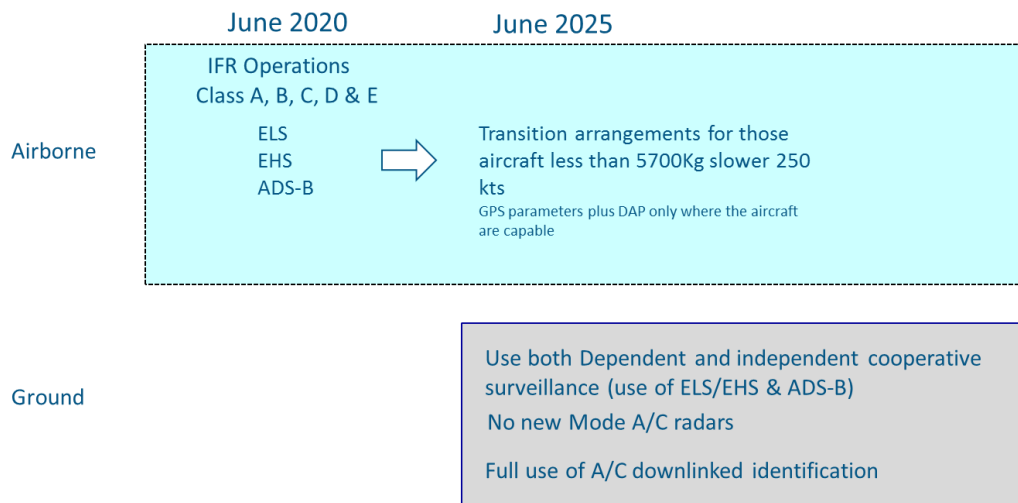 June 2020
June 2025
Airborne
IFR Operations
Class A, B, C, D & E
ELS
EHS
ADS-B
Transition arrangements for those
aircraft less than 5700Kg slower 250
kts
GPS parameters plus DAP only where the aircraft
are capable
Ground
Use both Dependent and independent cooperative
surveillance (use of ELS/EHS & ADS-B)
No new Mode A/C radars
Full use of A/C downlinked identification